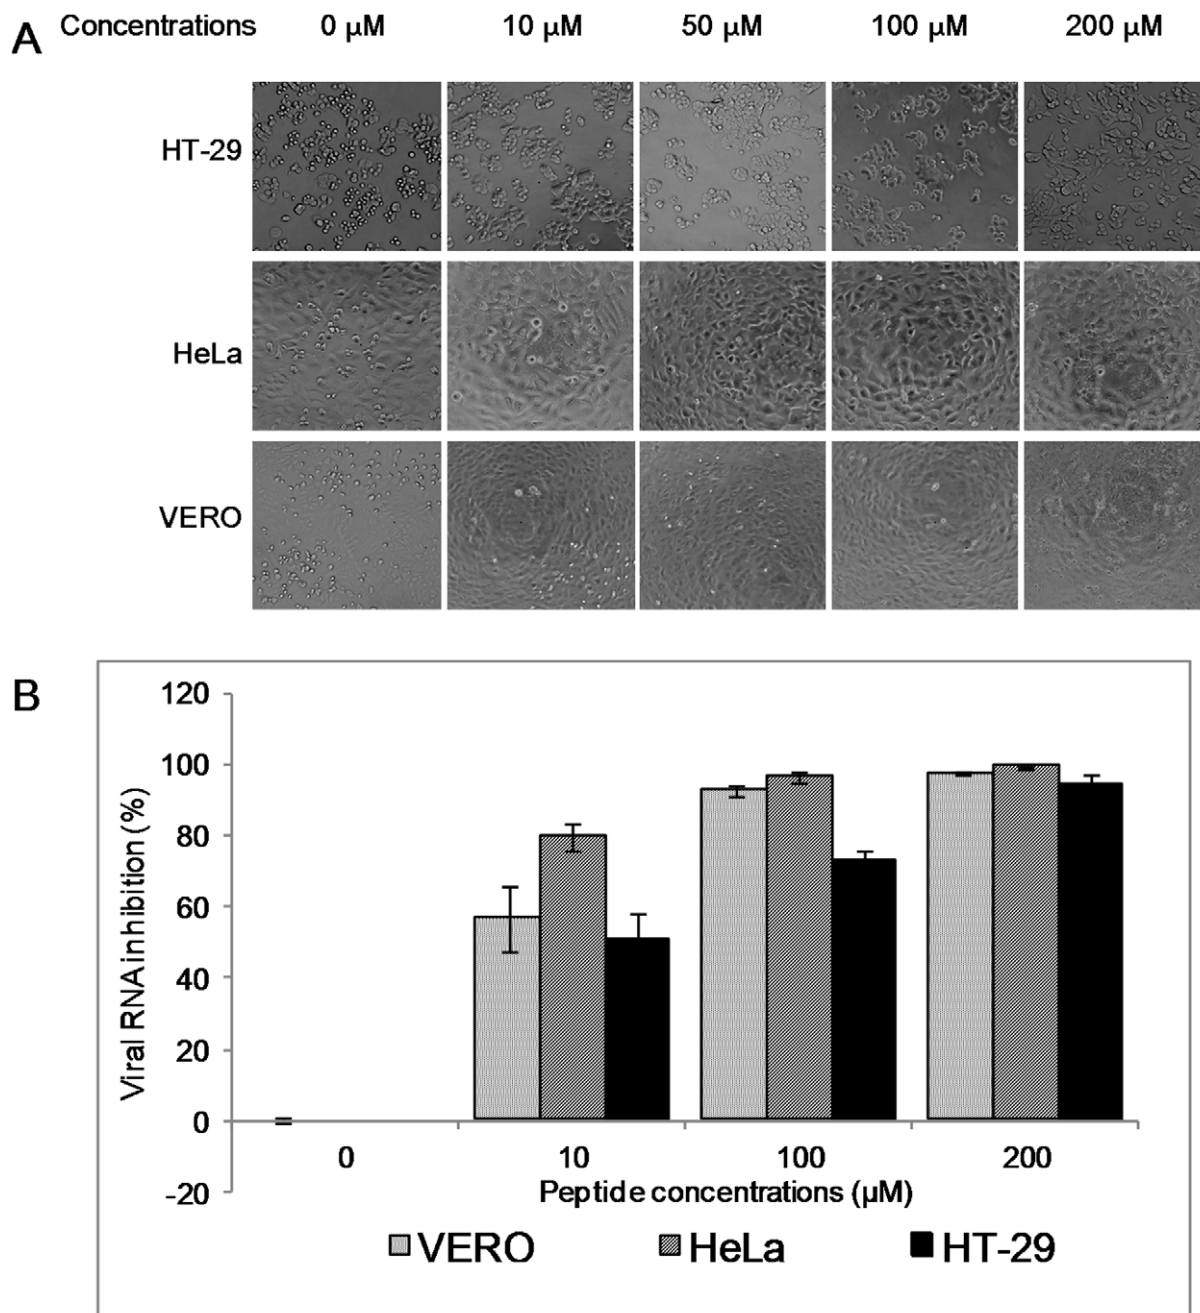 A
Concentrations 0 µM 10 µM 50 µM 100 µM 200 µM
HT-29
HeLa
VERO
B
120
100
80
60
40
20
0
-20
Viral RNA inhibition (%)
0 10 100 200
Peptide concentrations (µM)
VERO HeLa HT-29